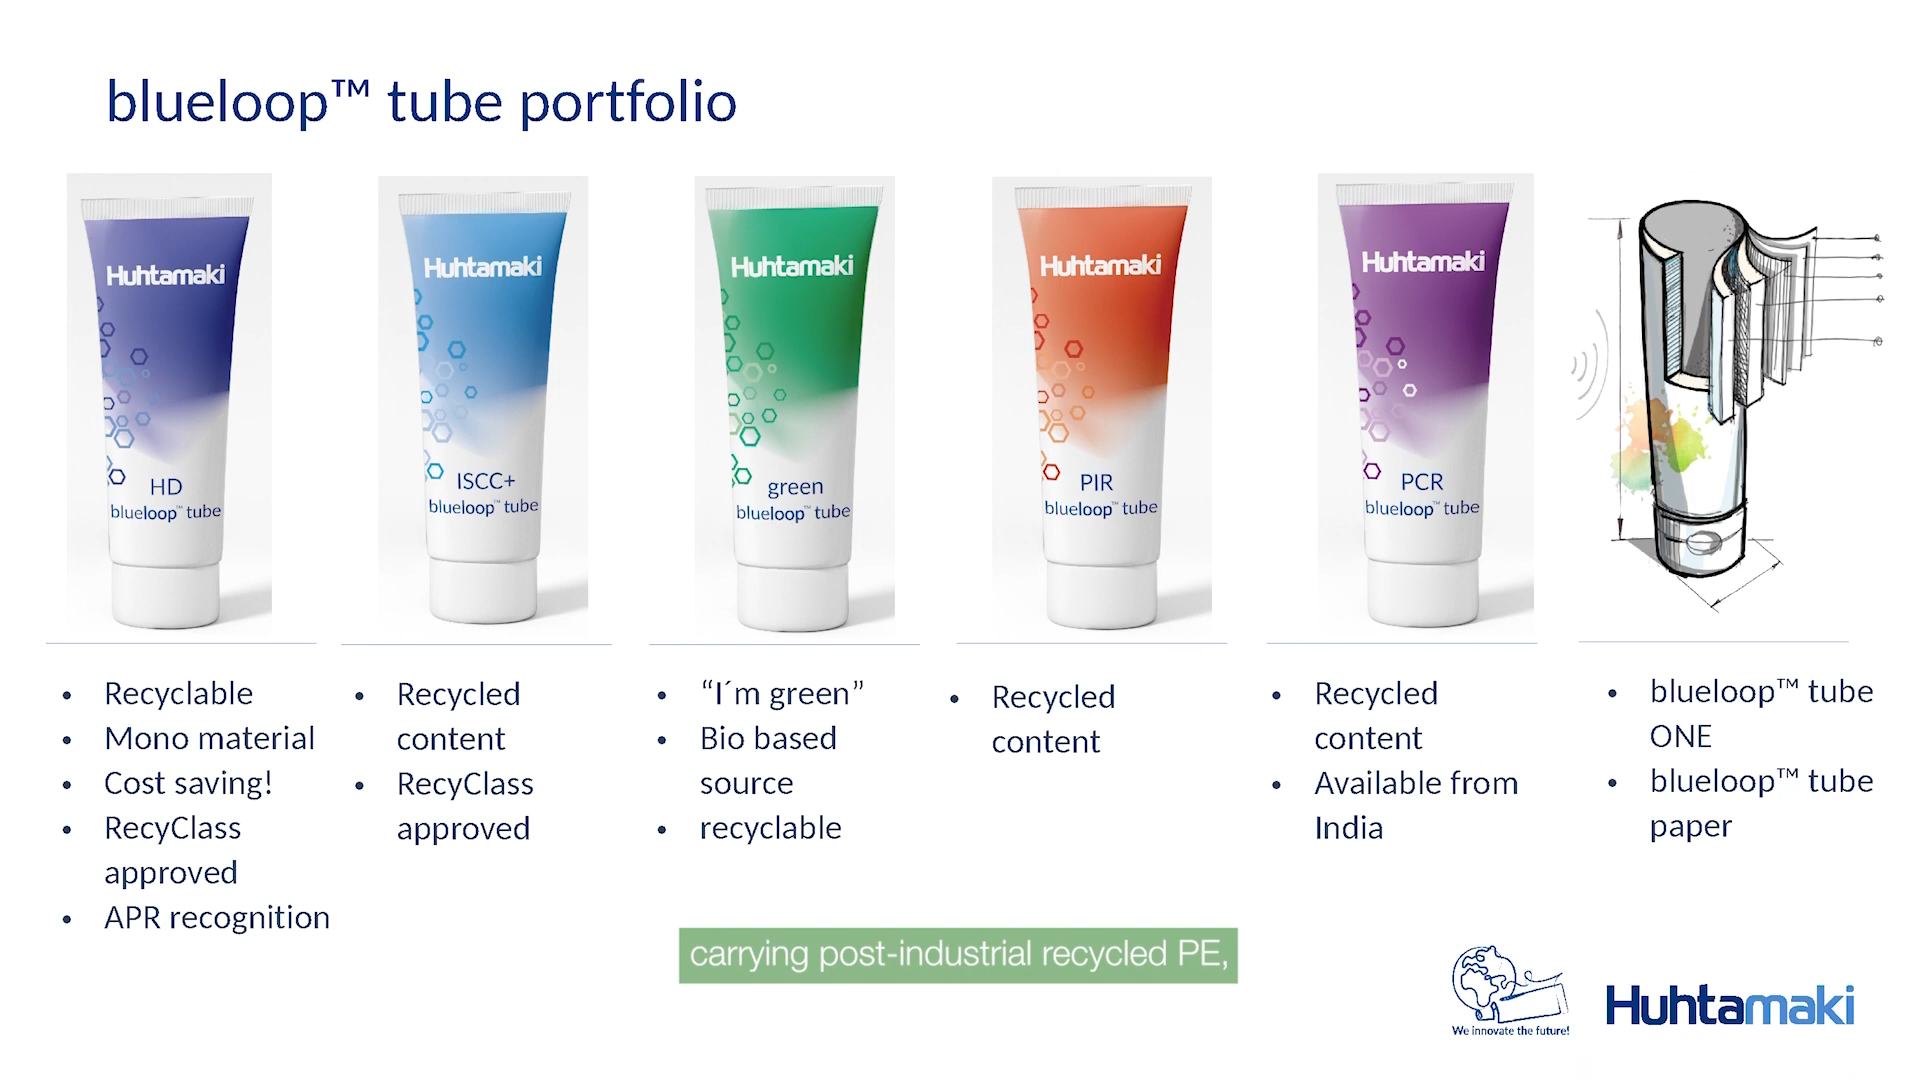 blueloop™ tube portfolio
Huhtamaki
HD
blueloop™ tube
Huhtamaki
ISCC+
blueloop™ tube
Huhtamaki
green
blueloop™ tube
Huhtamaki
PIR
blueloop™ tube
Huhtamaki
PCR
blueloop™ tube
• Recyclable
• Mono material
• Cost saving!
• RecyClass
approved
• APR recognition
• Recycled
content
• RecyClass
approved
• “I´m green”
• Bio based
source
• recyclable
• Recycled
content
• Recycled
content
• Available from
India
• blueloop™ tube
ONE
• blueloop™ tube
paper
carrying post-industrial recycled PE,
We innovate the future!
Huhtamaki